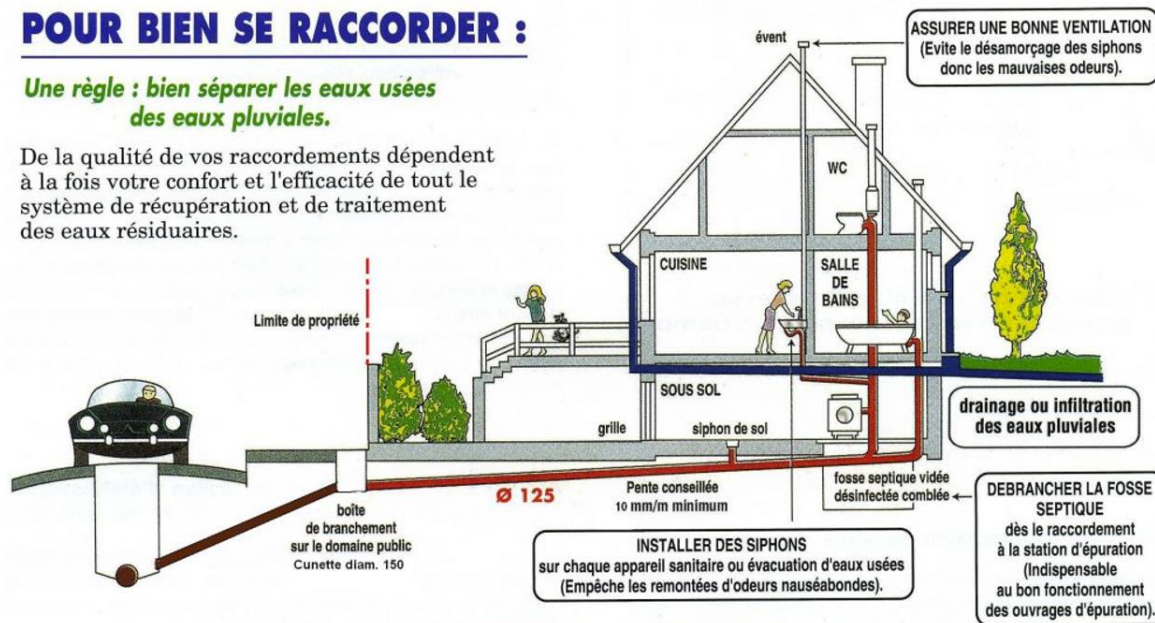 POUR BIEN SE RACCORDER :
Une règle : bien séparer les eaux usées
des eaux pluviales.
De la qualité de vos raccordements dépendent
à la fois votre confort et l'efficacité de tout le
système de récupération et de traitement
des eaux résiduaires.
évent
ASSURER UNE BONNE VENTILATION
(Evite le désamorçage des siphons
donc les mauvaises odeurs).
WC
CUISINE
SALLE
DE
BAINS
Limite de propriété
SOUS SOL
grille
siphon de sol
drainage ou infiltration
des eaux pluviales
Ø 125
Pente conseillée
10 mm/m minimum
fosse septique vidée
désinfectée comblée
boîte
de branchement
sur le domaine public
Cunette diam. 150
INSTALLER DES SIPHONS
sur chaque appareil sanitaire ou évacuation d'eaux usées
(Empêche les remontées d'odeurs nauséabondes).
DEBRANCHER LA FOSSE
SEPTIQUE
dès le raccordement
à la station d'épuration
(Indispensable
au bon fonctionnement
des ouvrages d'épuration).